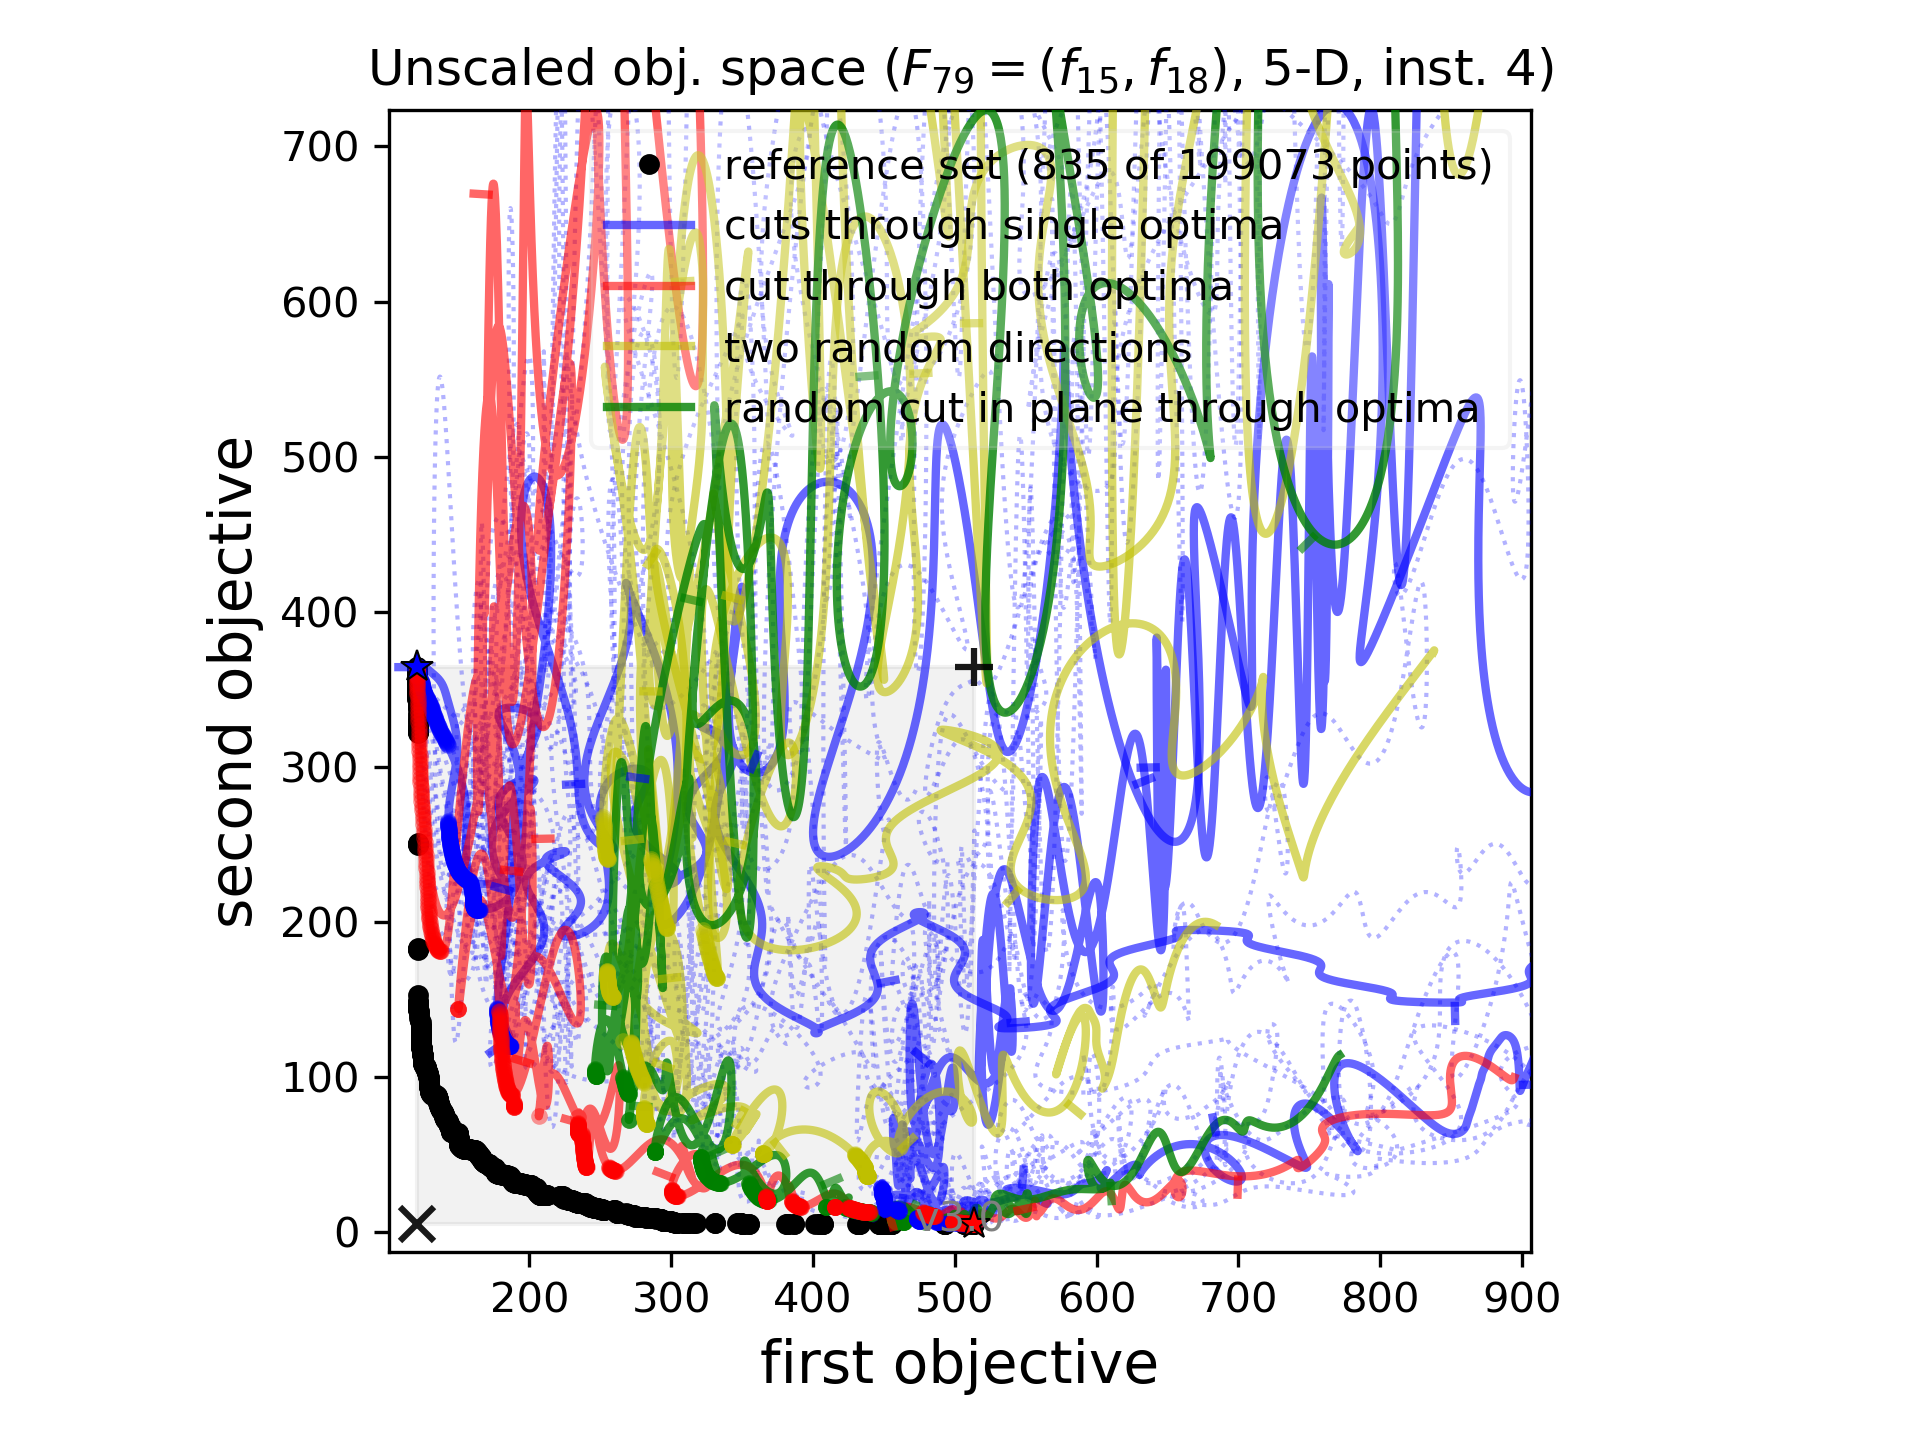 Unscaled obj. space (F79 = (f15, f18), 5-D, inst. 4)
700
600
500
400
300
200
100
0
second objective
reference set (835 of 199073 points)
cuts through single optima
cut through both optima
two random directions
random cut in plane through optima
v3.0
200 300 400 500 600 700 800 900
first objective